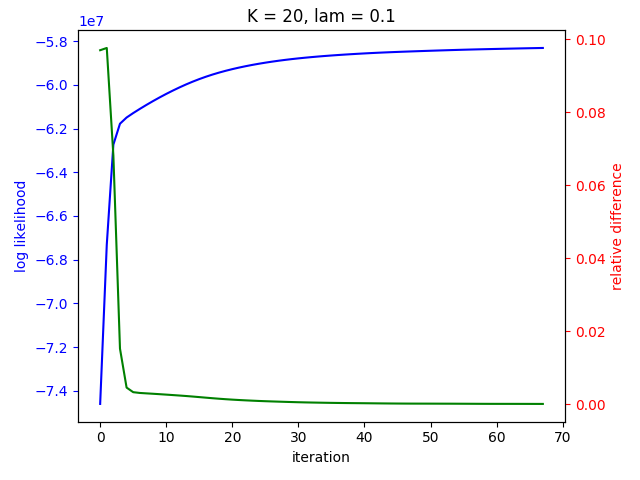 K = 20, lam = 0.1
1e7
−5.8
−6.0
−6.2
−6.4
−6.6
−6.8
−7.0
−7.2
−7.4
log likelihood
0.10
0.08
0.06
0.04
0.02
0.00
relative difference
0 10 20 30 40 50 60 70
iteration